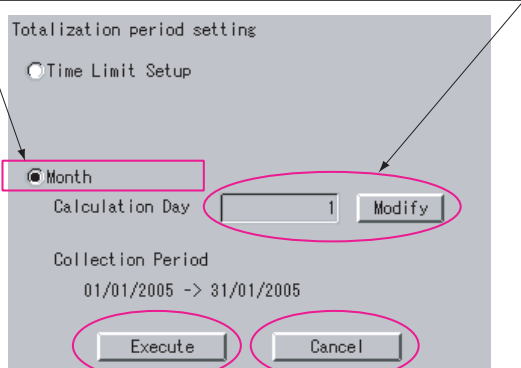 Totalization period setting
Time Limit Setup
Month
Calculation Day 1 Modify
Collection Period
01/01/2005 -> 31/01/2005
Execute Cancel